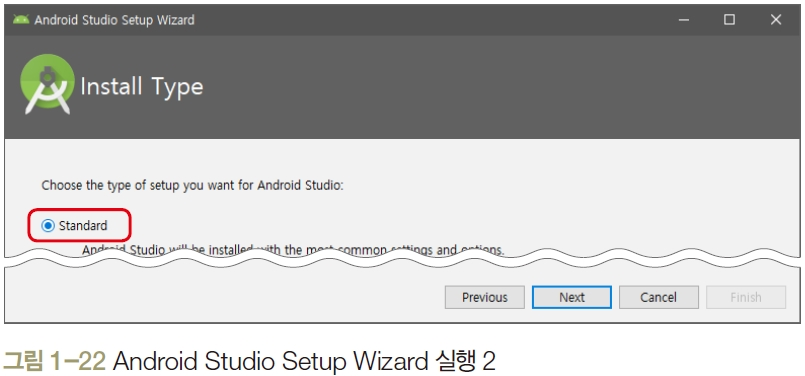 Android Studio Setup Wizard
Install Type
Choose the type of setup you want for Android Studio:
Standard
Android Studio will be installed with the most common settings and options.
Previous Next Cancel Finish
그림 1-22 Android Studio Setup Wizard 실행 2